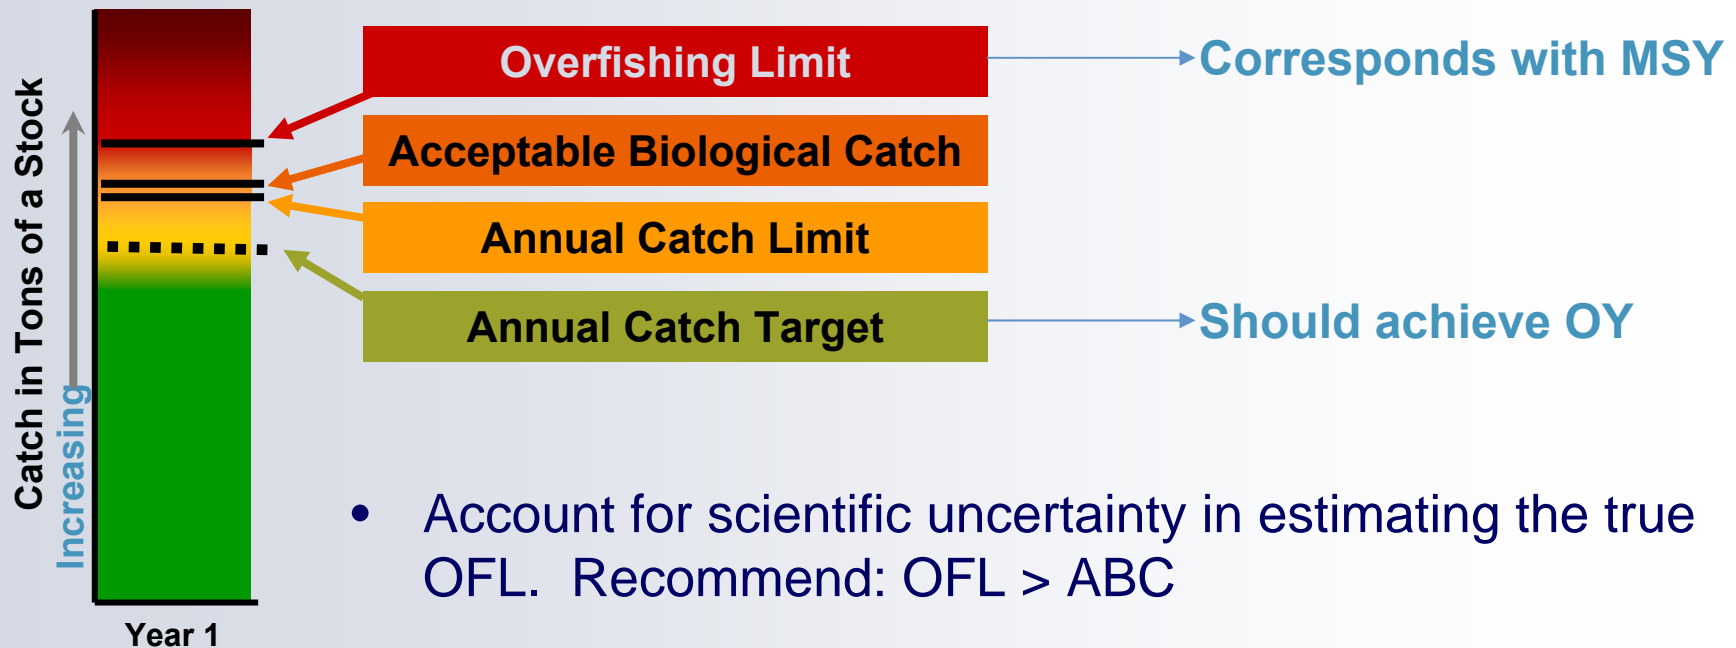 Catch in Tons of a Stock
Increasing
Year 1
Overfishing Limit
Corresponds with MSY
Acceptable Biological Catch
Annual Catch Limit
Annual Catch Target
Should achieve OY
• Account for scientific uncertainty in estimating the true
OFL. Recommend: OFL > ABC